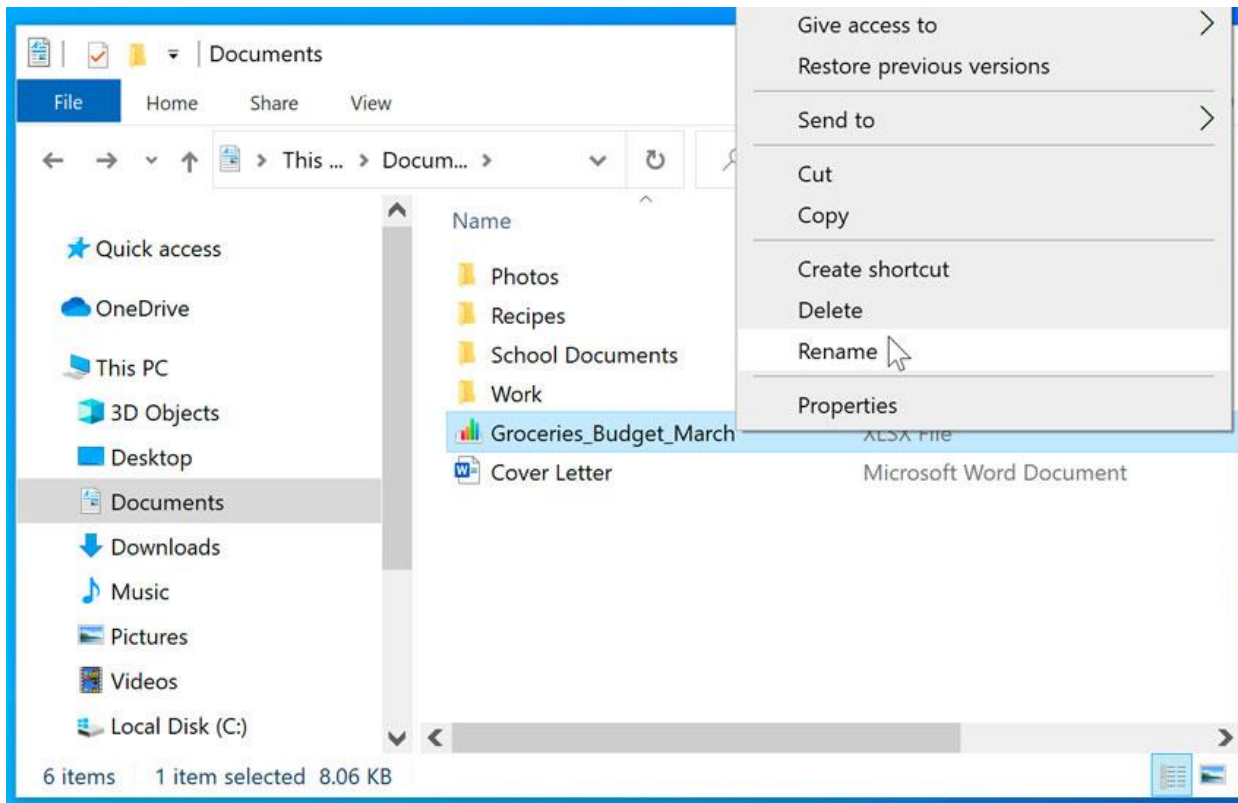 Documents
File Home Share View
This ... > Docum... >
Quick access
OneDrive
This PC
3D Objects
Desktop
Documents
Downloads
Music
Pictures
Videos
Local Disk (C:)
Name
Photos
Recipes
School Documents
Work
Groceries_Budget_March XLSX File
Cover Letter Microsoft Word Document
Give access to
Restore previous versions
Send to
Cut
Copy
Create shortcut
Delete
Rename
Properties
6 items 1 item selected 8.06 KB